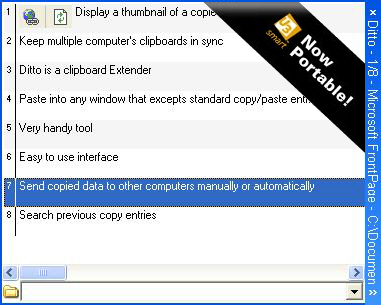 1 Display a thumbnail of a copie
2 Keep multiple computer's clipboards in sync
3 Ditto is a clipboard Extender
4 Paste into any window that excepts standard copy/paste ent
5 Very handy tool
6 Easy to use interface
7 Send copied data to other computers manually or automatically
8 Search previous copy entries
U3
smart
Now
Portable!
Ditto - 1/8 - Microsoft FrontPage - C:\Documen